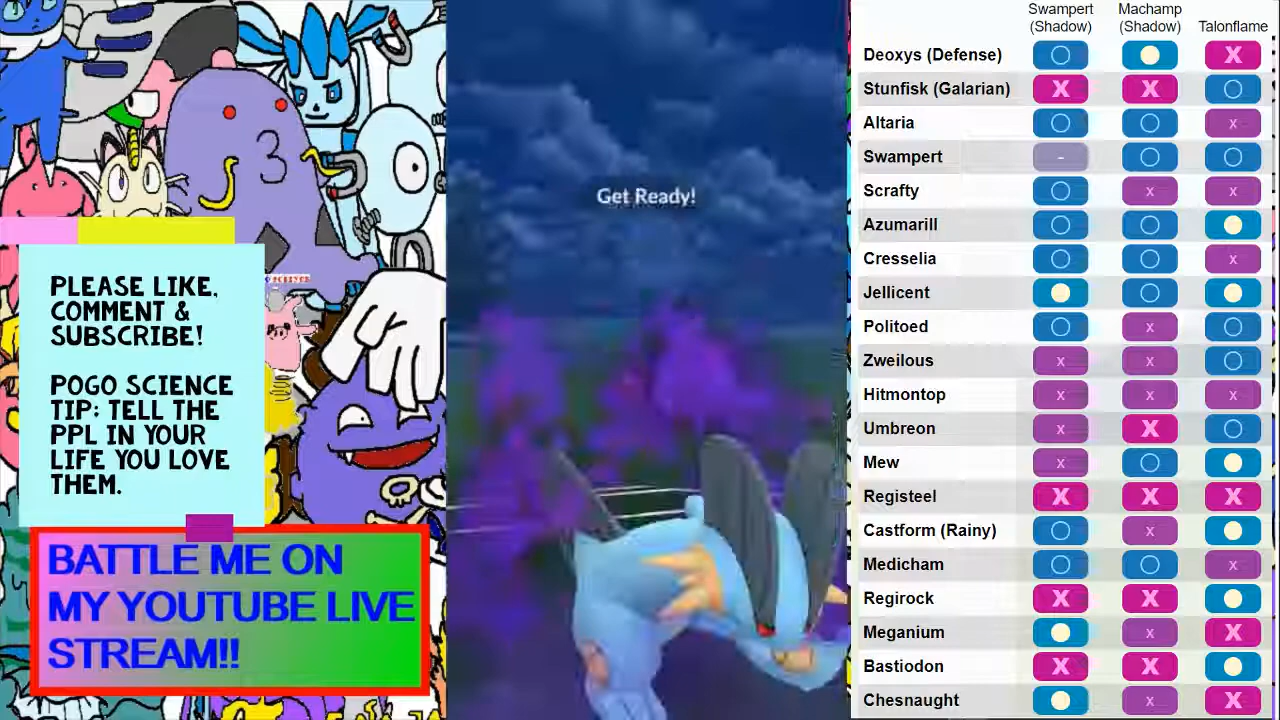 PLEASE LIKE,
COMMENT &
SUBSCRIBE!
POGO SCIENCE
TIP: TELL THE
PPL IN YOUR
LIFE YOU LOVE
THEM.
BATTLE ME ON
MY YOUTUBE LIVE
STREAM!!
3
Get Ready!
Swampert (Shadow) Machamp (Shadow) Talonflame
Deoxys (Defense) X
Stunfisk (Galarian) X X
Altaria x
Swampert -
Scrafty x x
Azumarill
Cresselia x
Jellicent
Politoed x
Zweilous x x
Hitmontop x x x
Umbreon x X
Mew x
Registeel X X X
Castform (Rainy) x
Medicham x
Regirock X X
Meganium x X
Bastiodon X X
Chesnaught x X